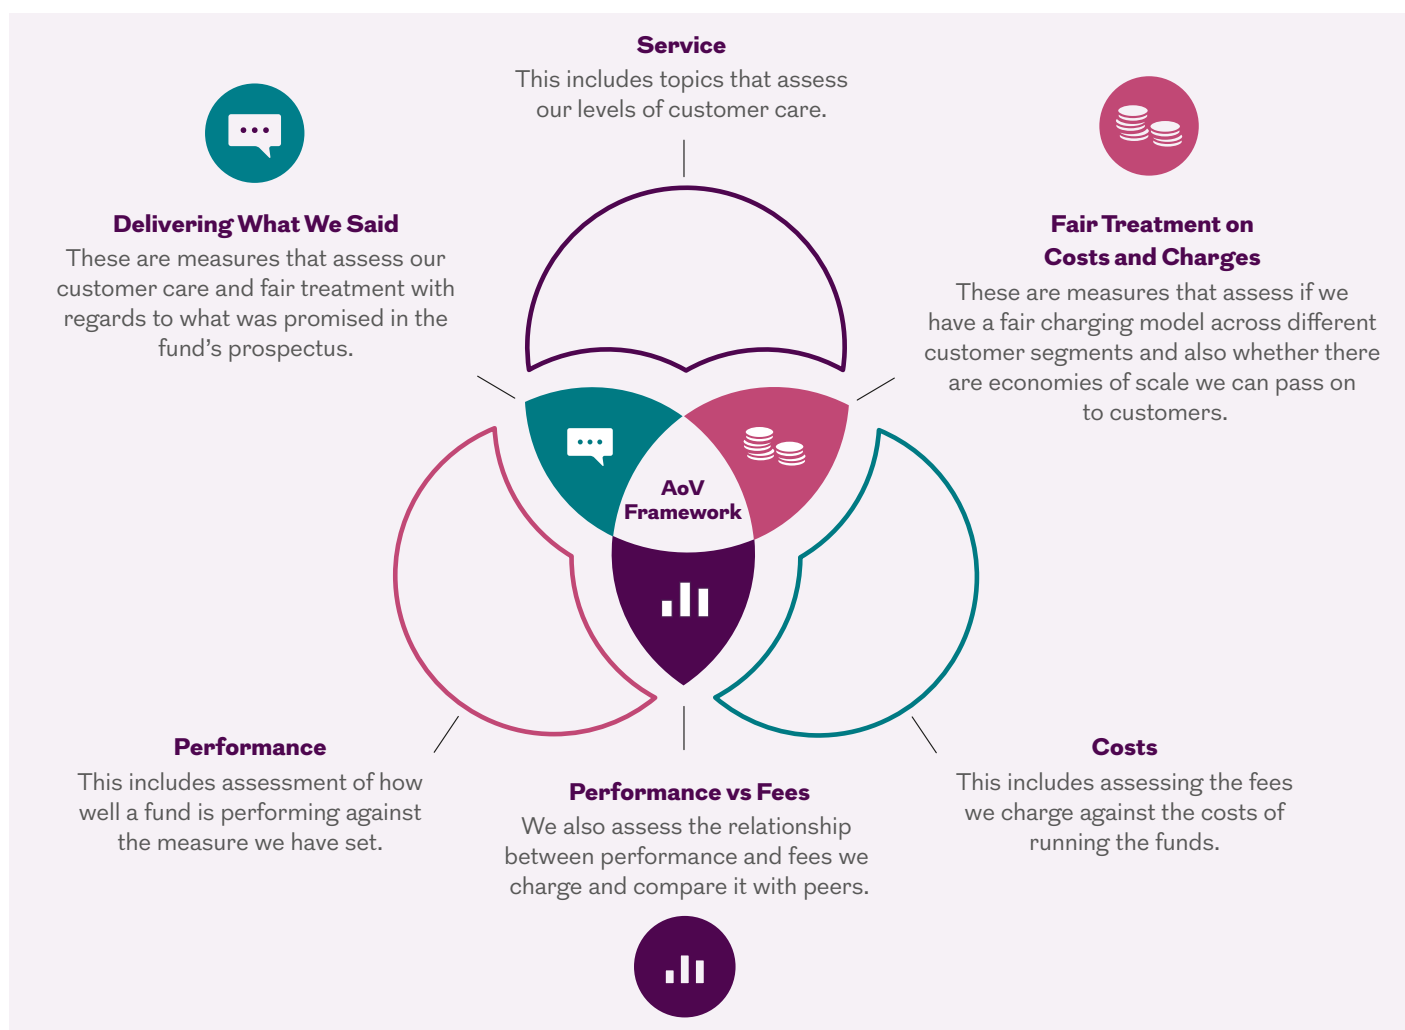 Service
This includes topics that assess
our levels of customer care.
Delivering What We Said
These are measures that assess our
customer care and fair treatment with
regards to what was promised in the
fund’s prospectus.
Fair Treatment on
Costs and Charges
These are measures that assess if we
have a fair charging model across different
customer segments and also whether there
are economies of scale we can pass on
to customers.
AoV
Framework
Performance
This includes assessment of how
well a fund is performing against
the measure we have set.
Performance vs Fees
We also assess the relationship
between performance and fees we
charge and compare it with peers.
Costs
This includes assessing the fees
we charge against the costs of
running the funds.